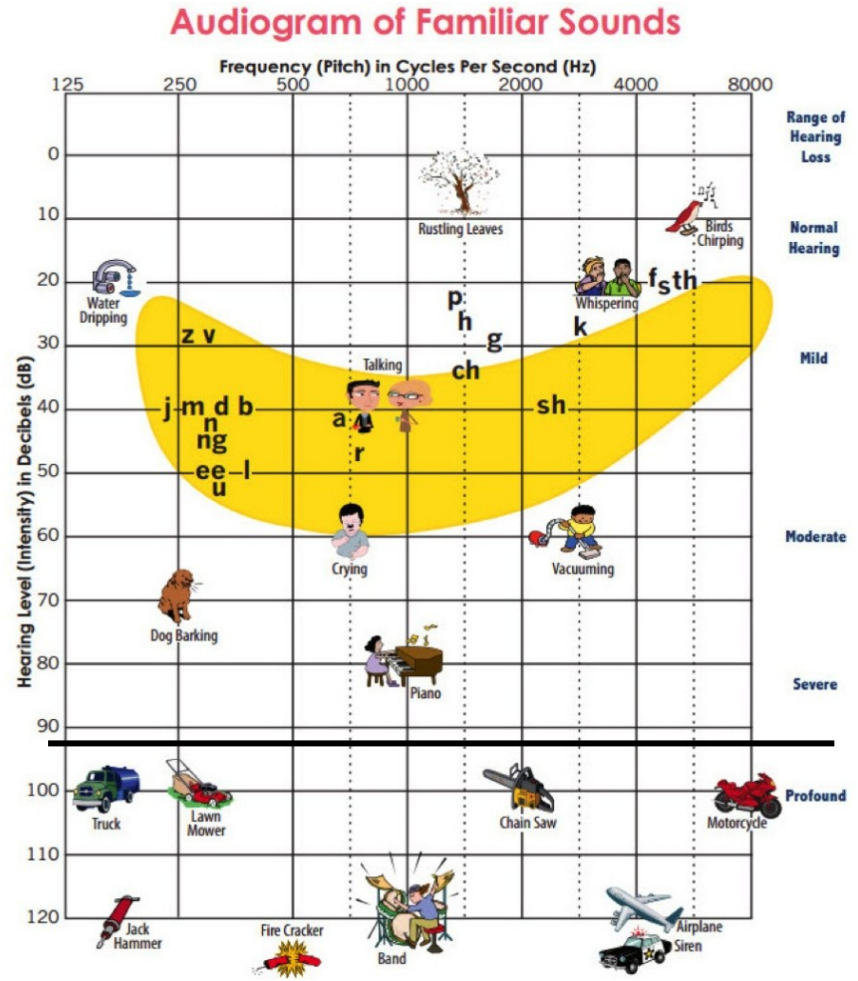 Audiogram of Familiar Sounds
Frequency (Pitch) in Cycles Per Second (Hz)
125 250 500 1000 2000 4000 8000
Range of
Hearing
Loss
Hearing Level (Intensity) in Decibels (dB)
0
10
Rustling Leaves
Birds
Chirping
Normal
Hearing
20
Water
Dripping
Whispering
f s th
p
h
k
30
z v
g
Talking
ch
Mild
40
j m d b
n
a
sh
ng
r
50
ee l
u
60
Crying
Vacuuming
Moderate
70
Dog Barking
80
Piano
Severe
90
100
Truck
Lawn
Mower
Chain Saw
Motorcycle
Profound
110
120
Jack
Hammer
Fire Cracker
Band
Airplane
Siren